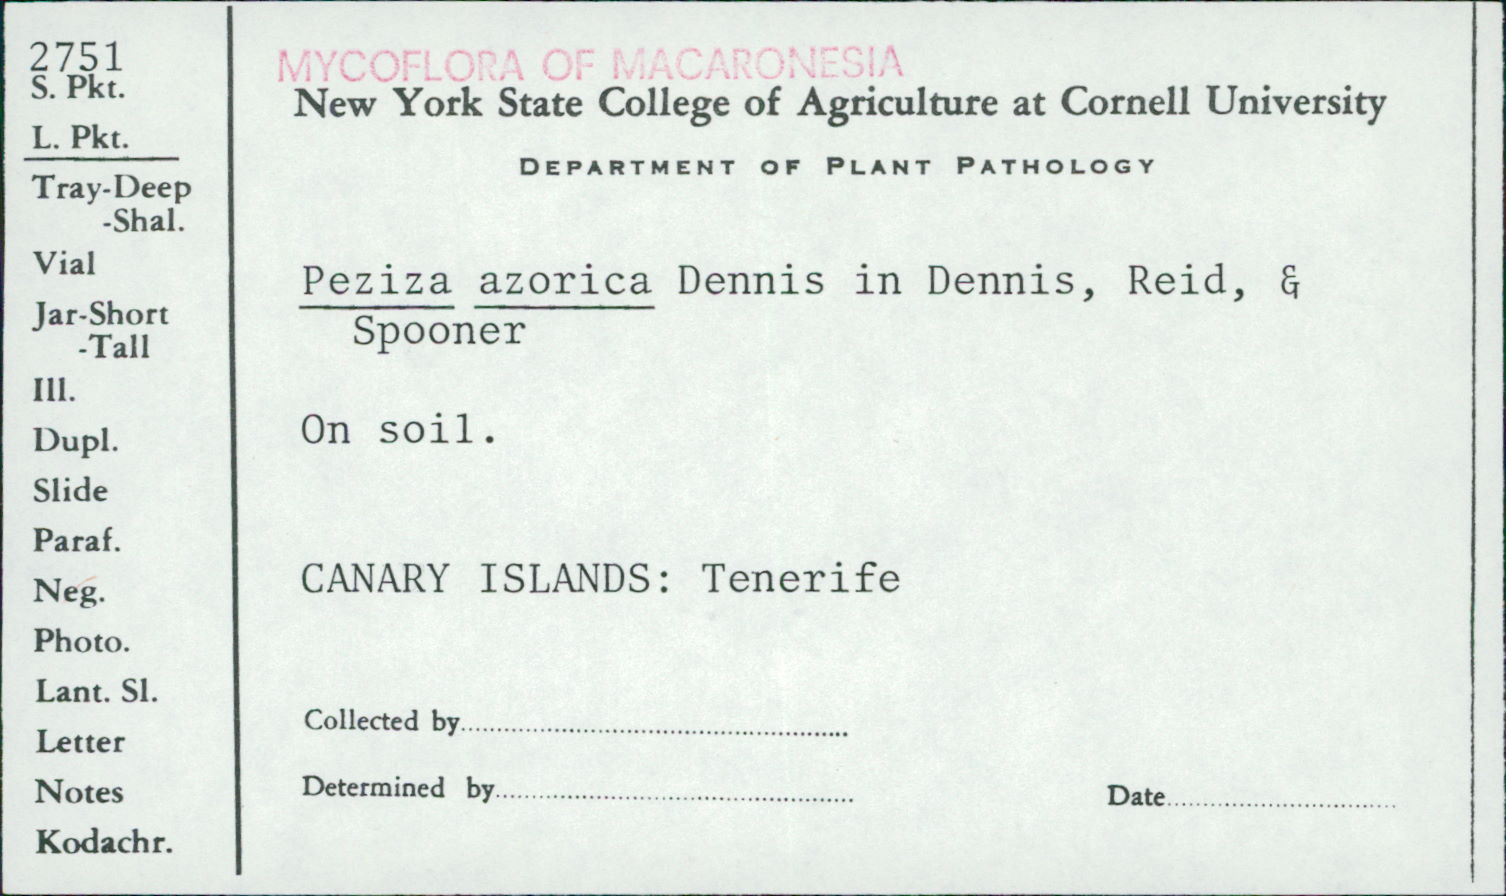 2751
S. Pkt.
L. Pkt.
Tray-Deep
-Shal.
Vial
Jar-Short
-Tall
Ill.
Dupl.
Slide
Paraf.
Neg.
Photo.
Lant. Sl.
Letter
Notes
Kodachr.
MYCOFLORA OF MACARONESIA
New York State College of Agriculture at Cornell University
DEPARTMENT OF PLANT PATHOLOGY
Peziza azorica Dennis in Dennis, Reid, &
Spooner
On soil.
CANARY ISLANDS: Tenerife
Collected by
Determined by
Date